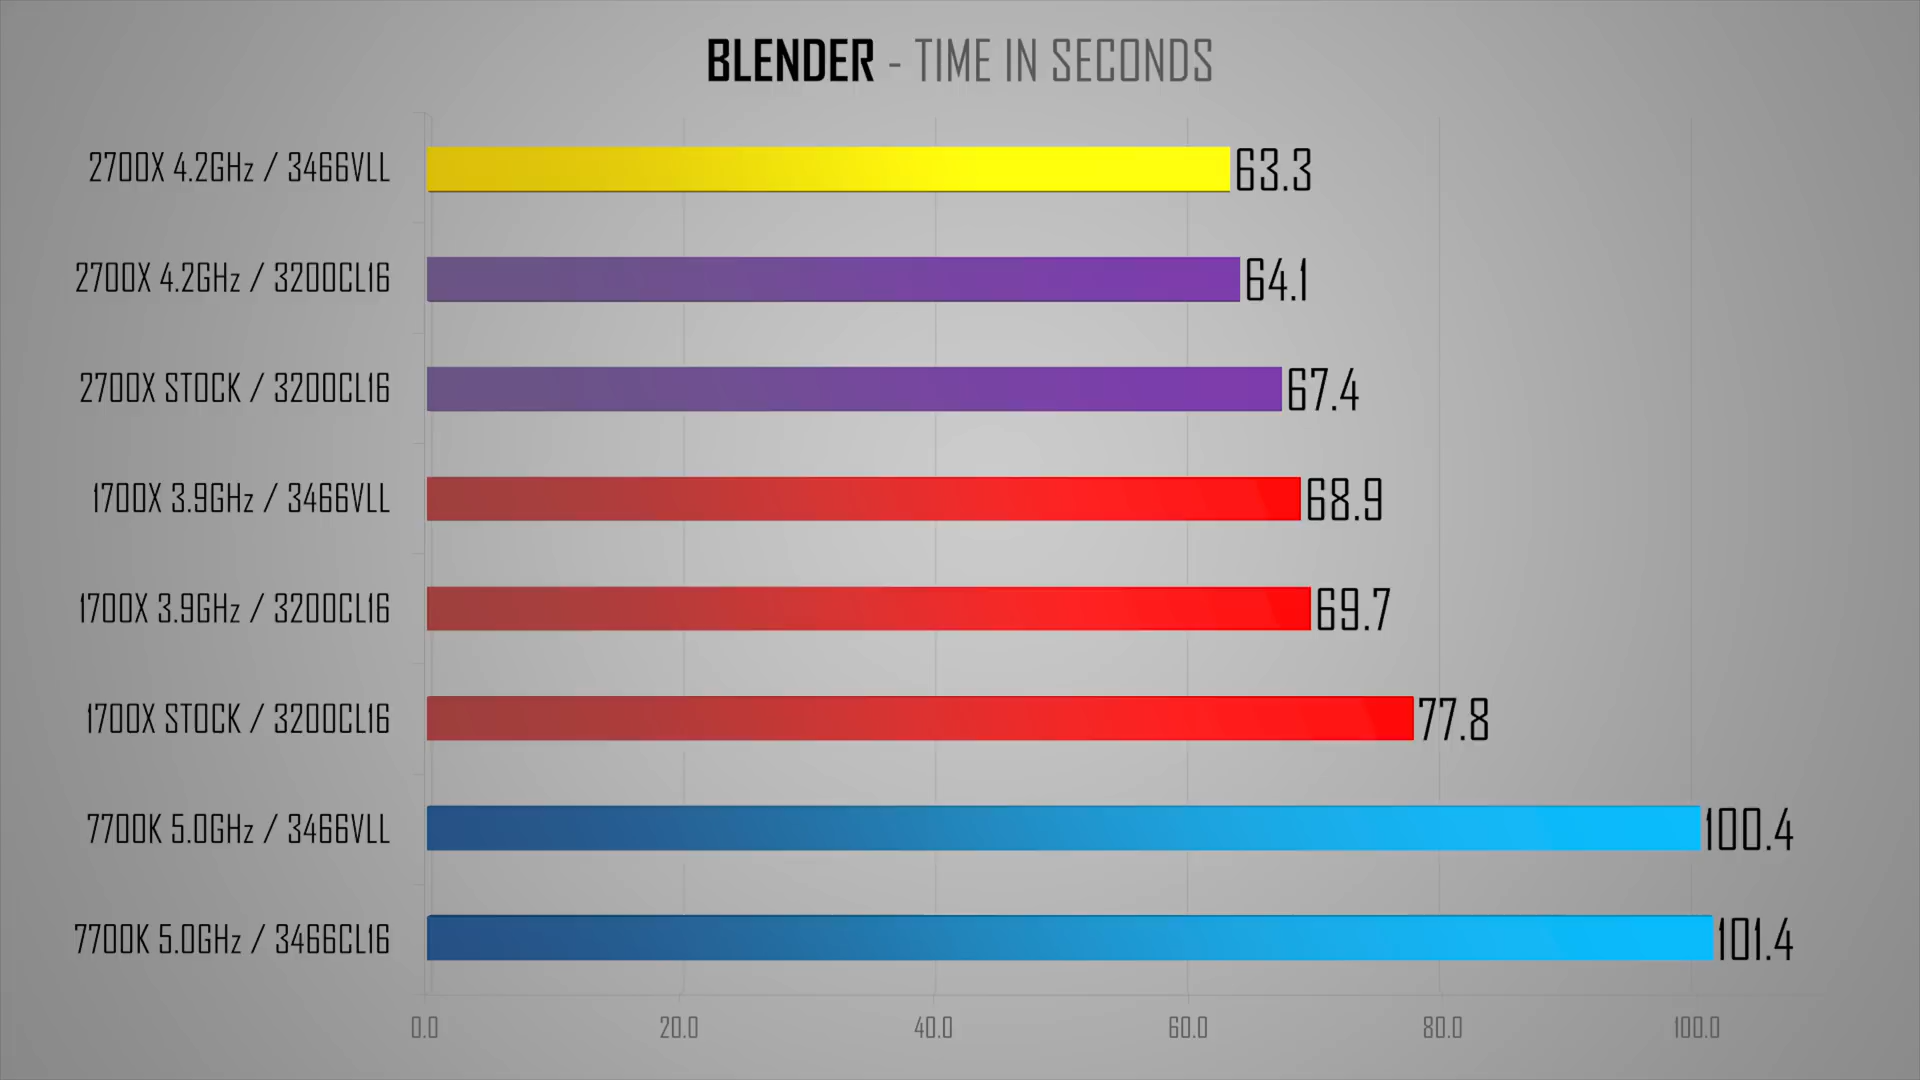 BLENDER - TIME IN SECONDS
2700X 4.2GHz / 3466VLL 63.3
2700X 4.2GHz / 3200CL16 64.1
2700X STOCK / 3200CL16 67.4
1700X 3.9GHz / 3466VLL 68.9
1700X 3.9GHz / 3200CL16 69.7
1700X STOCK / 3200CL16 77.8
7700K 5.0GHz / 3466VLL 100.4
7700K 5.0GHz / 3466CL16 101.4
0.0 20.0 40.0 60.0 80.0 100.0